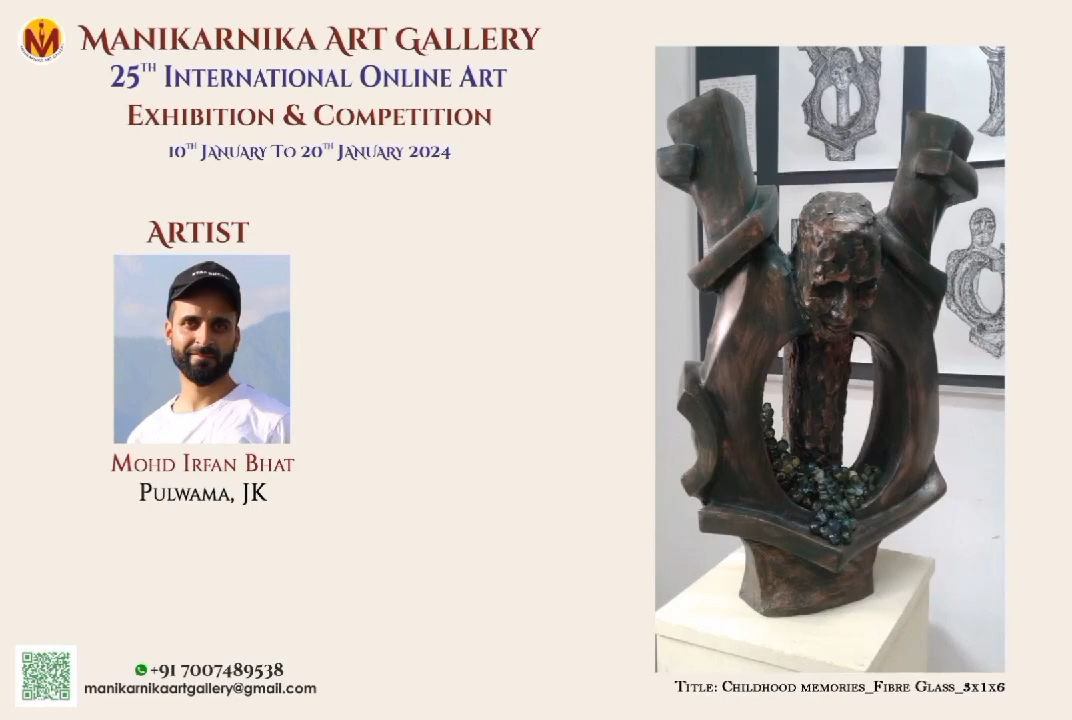 Manikarnika Art Gallery
25th International Online Art
Exhibition & Competition
10th January To 20th January 2024
Artist
Mohd Irfan Bhat
Pulwama, JK
+91 7007489538
manikarnikaartgallery@gmail.com
Title: Childhood memories_Fibre Glass_3x1x6